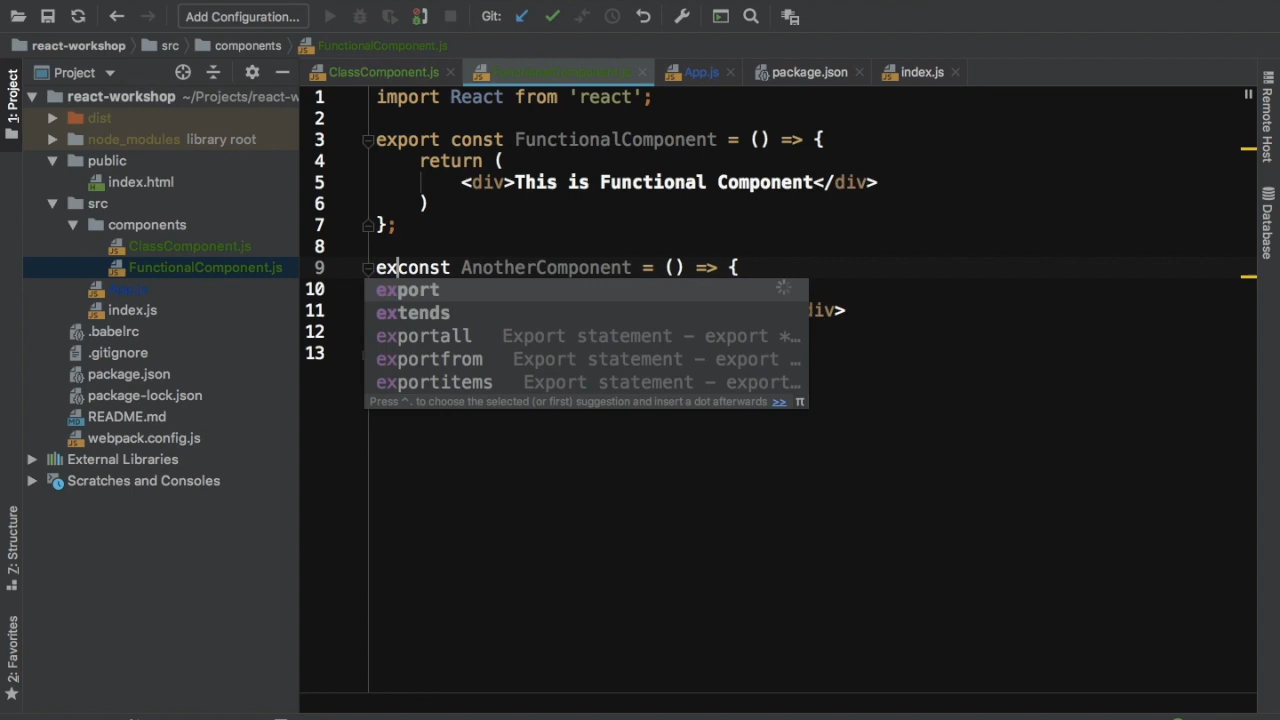 Add Configuration...
Git:
react-workshop
src
components
FunctionalComponent.js
1: Project
Project
ClassComponent.js
FunctionalComponent.js
App.js
package.json
index.js
react-workshop ~/Projects/react-w
dist
node_modules library root
public
index.html
src
components
ClassComponent.js
FunctionalComponent.js
App.js
index.js
.babelrc
.gitignore
package.json
package-lock.json
README.md
webpack.config.js
External Libraries
Scratches and Consoles
1 import React from 'react';
2
3 export const FunctionalComponent = () => {
4 return (
5 <div>This is Functional Component</div>
6 )
7 };
8
9 exconst AnotherComponent = () => {
10
11 div>
12
13
export
extends
exportall Export statement – export *...
exportfrom Export statement – export ...
exportitems Export statement – export...
Press ^. to choose the selected (or first) suggestion and insert a dot afterwards >> π
Remote Host
Database
Z: Structure
2: Favorites